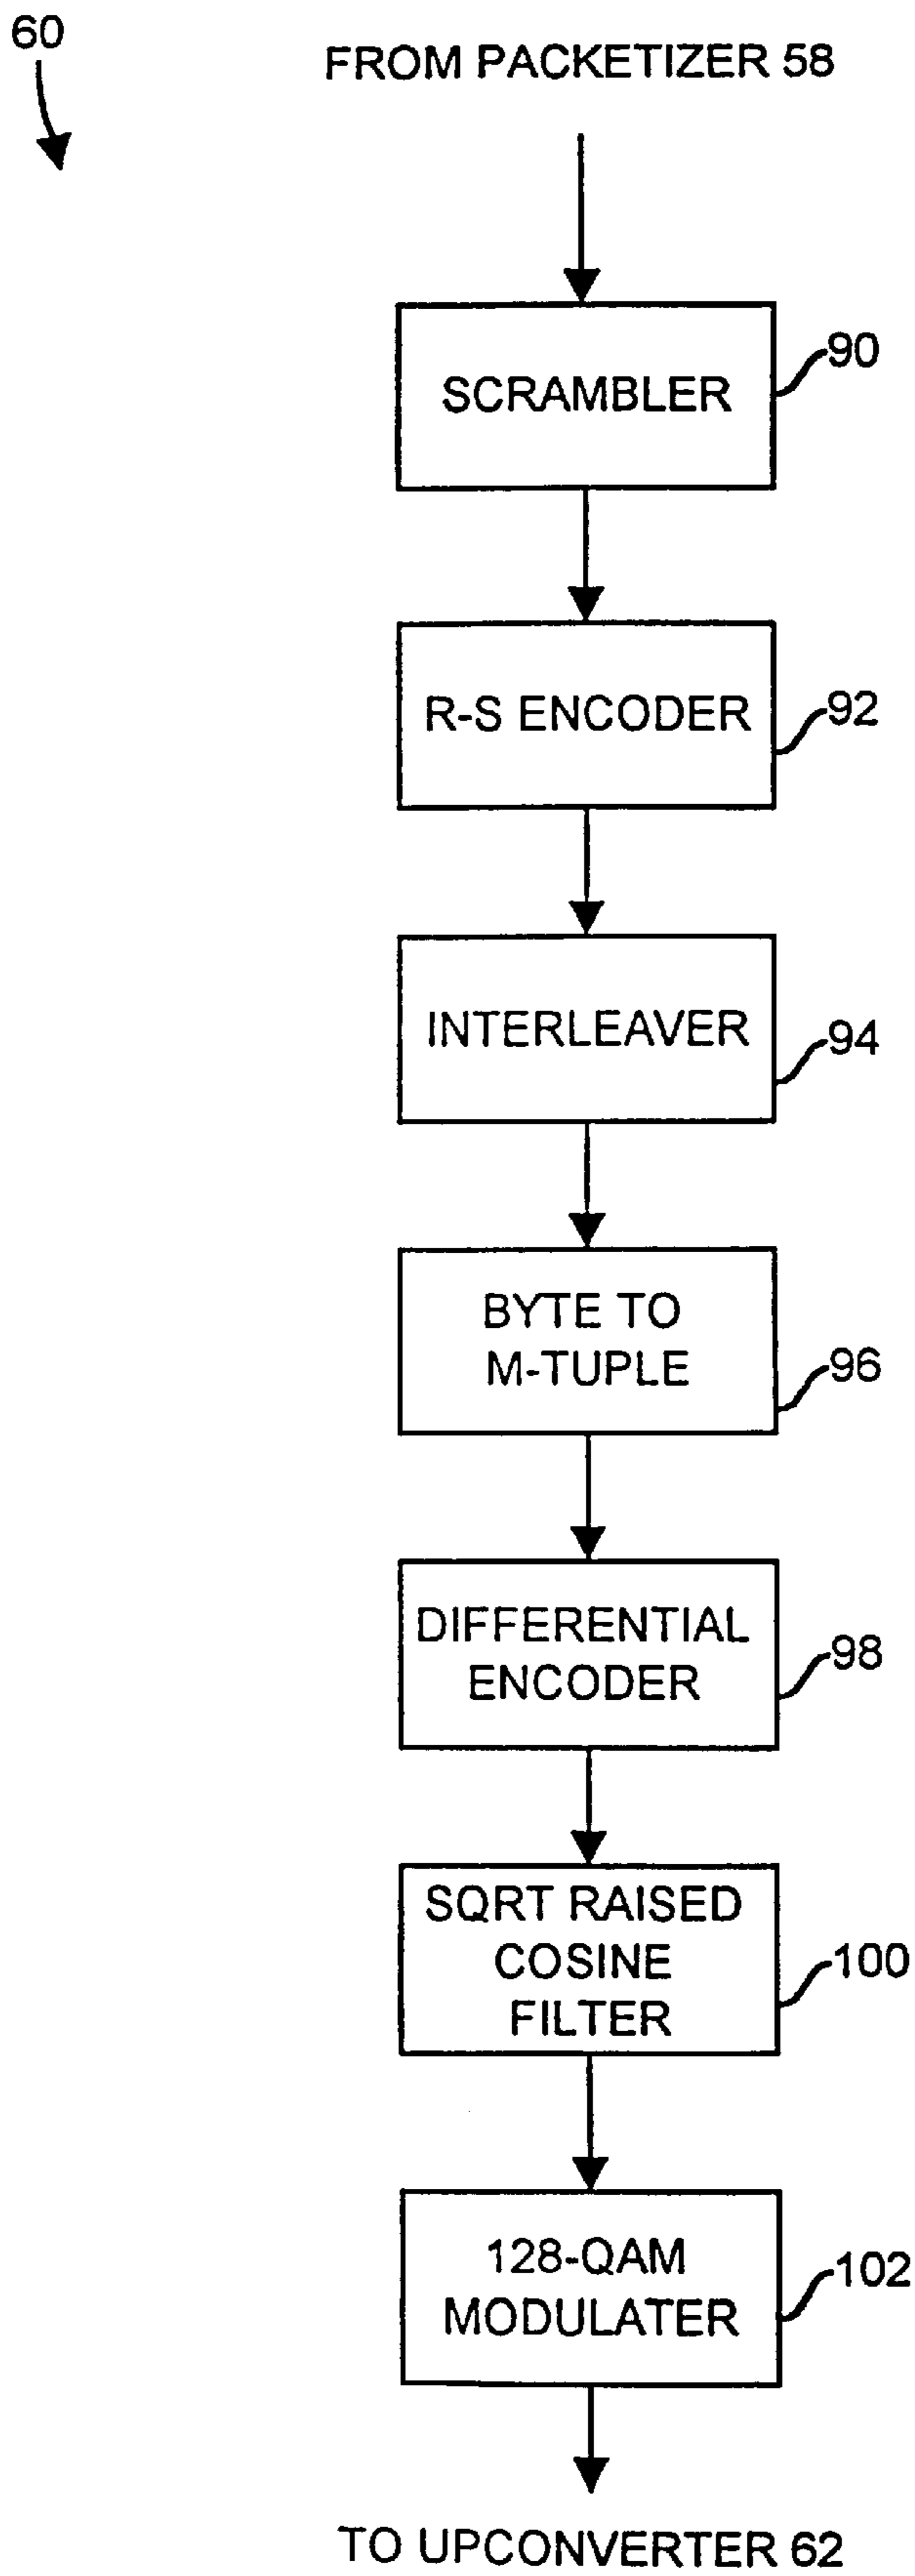 60
FROM PACKETIZER 58
SCRAMBLER
90
R-S ENCODER
92
INTERLEAVER
94
BYTE TO
M-TUPLE
96
DIFFERENTIAL
ENCODER
98
SQRT RAISED
COSINE
FILTER
100
128-QAM
MODULATER
102
TO UPCONVERTER 62